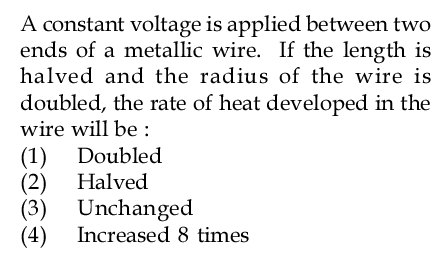 A constant voltage is applied between two
ends of a metallic wire. If the length is
halved and the radius of the wire is
doubled, the rate of heat developed in the
wire will be :
(1) Doubled
(2) Halved
(3) Unchanged
(4) Increased 8 times